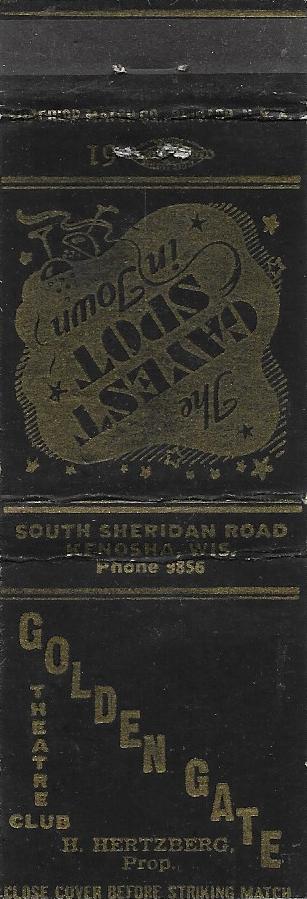 The
GAYEST
SPOT
in Town
SOUTH SHERIDAN ROAD
KENOSHA, WIS.
Phone 9856
GOLDEN GATE
THEATRE
CLUB
H. HERTZBERG,
Prop.
CLOSE COVER BEFORE STRIKING MATCH